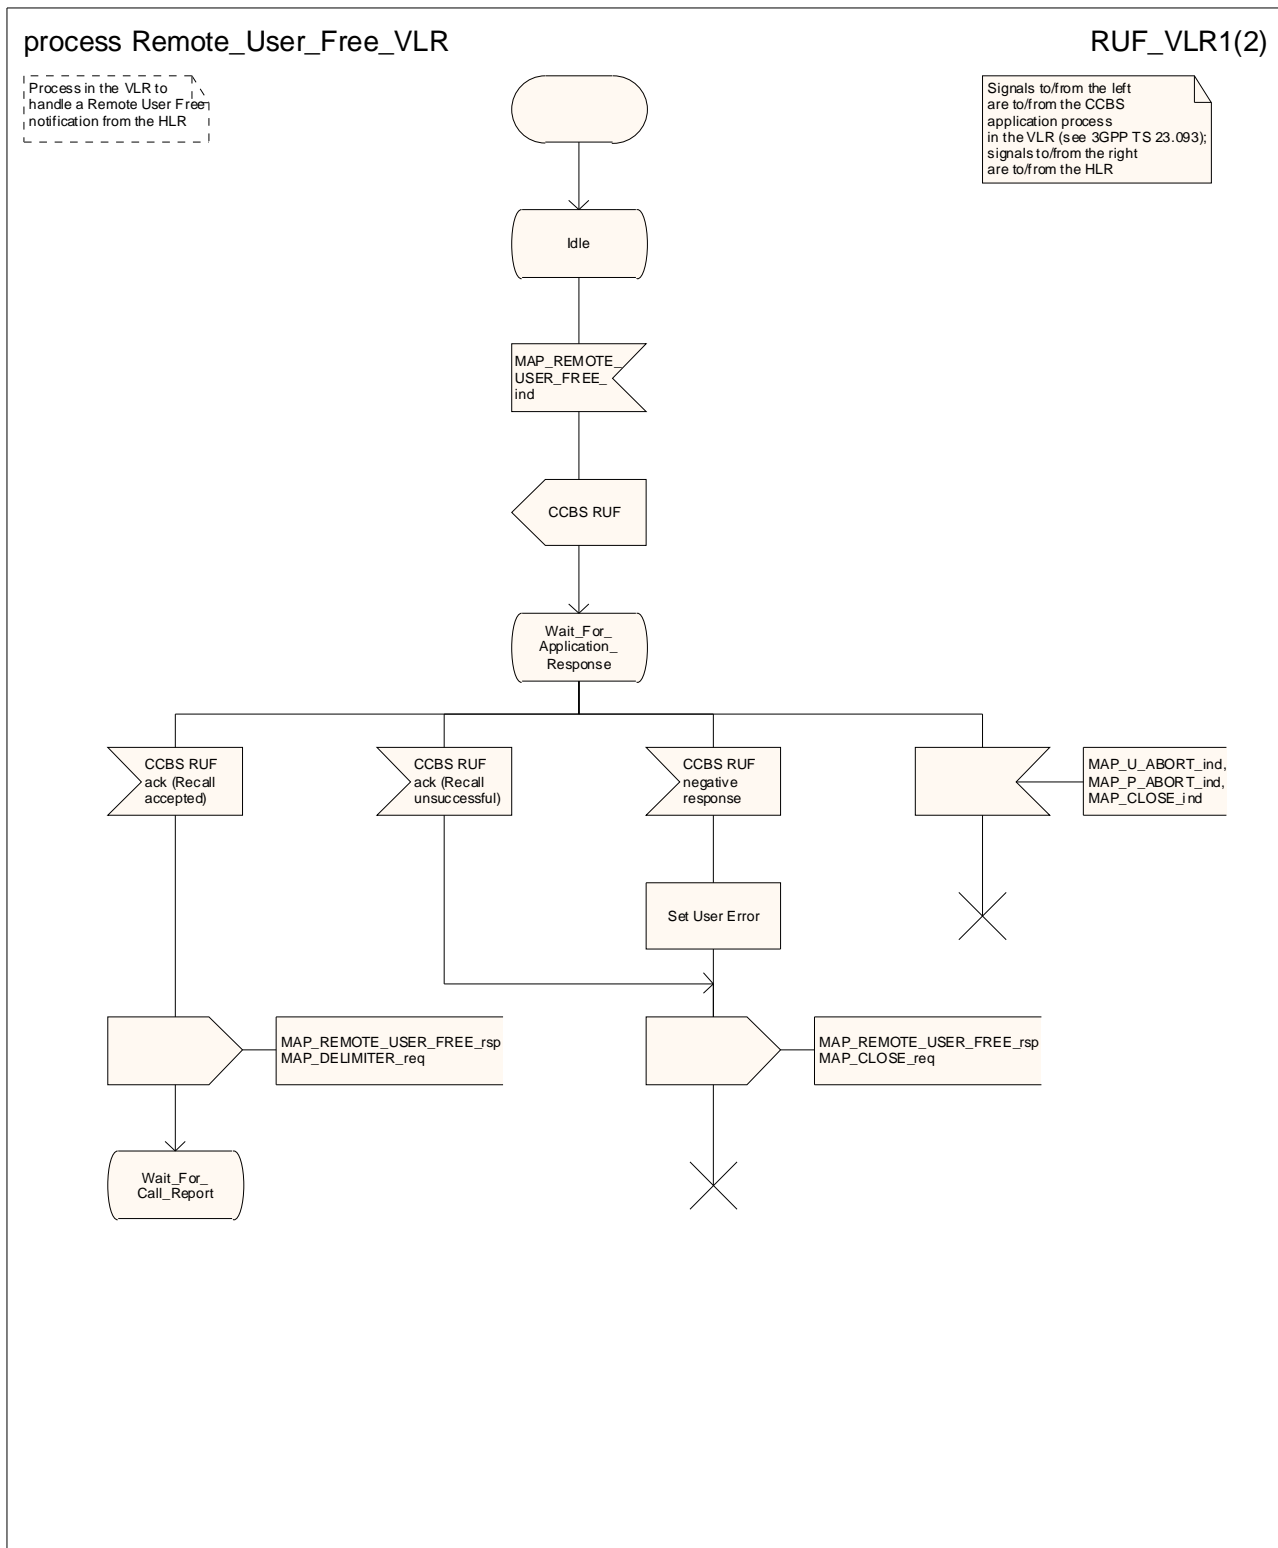 process Remote_User_Free_VLR
RUF_VLR1(2)
Process in the VLR to
handle a Remote User Free
notification from the HLR
Signals to/from the left
are to/from the CCBS
application process
in the VLR (see 3GPP TS 23.093);
signals to/from the right
are to/from the HLR
Idle
MAP_REMOTE_
USER_FREE_
ind
CCBS RUF
Wait_For_
Application_
Response
CCBS RUF
ack (Recall
accepted)
CCBS RUF
ack (Recall
unsuccessful)
CCBS RUF
negative
response
MAP_U_ABORT_ind,
MAP_P_ABORT_ind,
MAP_CLOSE_ind
Set User Error
MAP_REMOTE_USER_FREE_rsp
MAP_DELIMITER_req
MAP_REMOTE_USER_FREE_rsp
MAP_CLOSE_req
Wait_For_
Call_Report